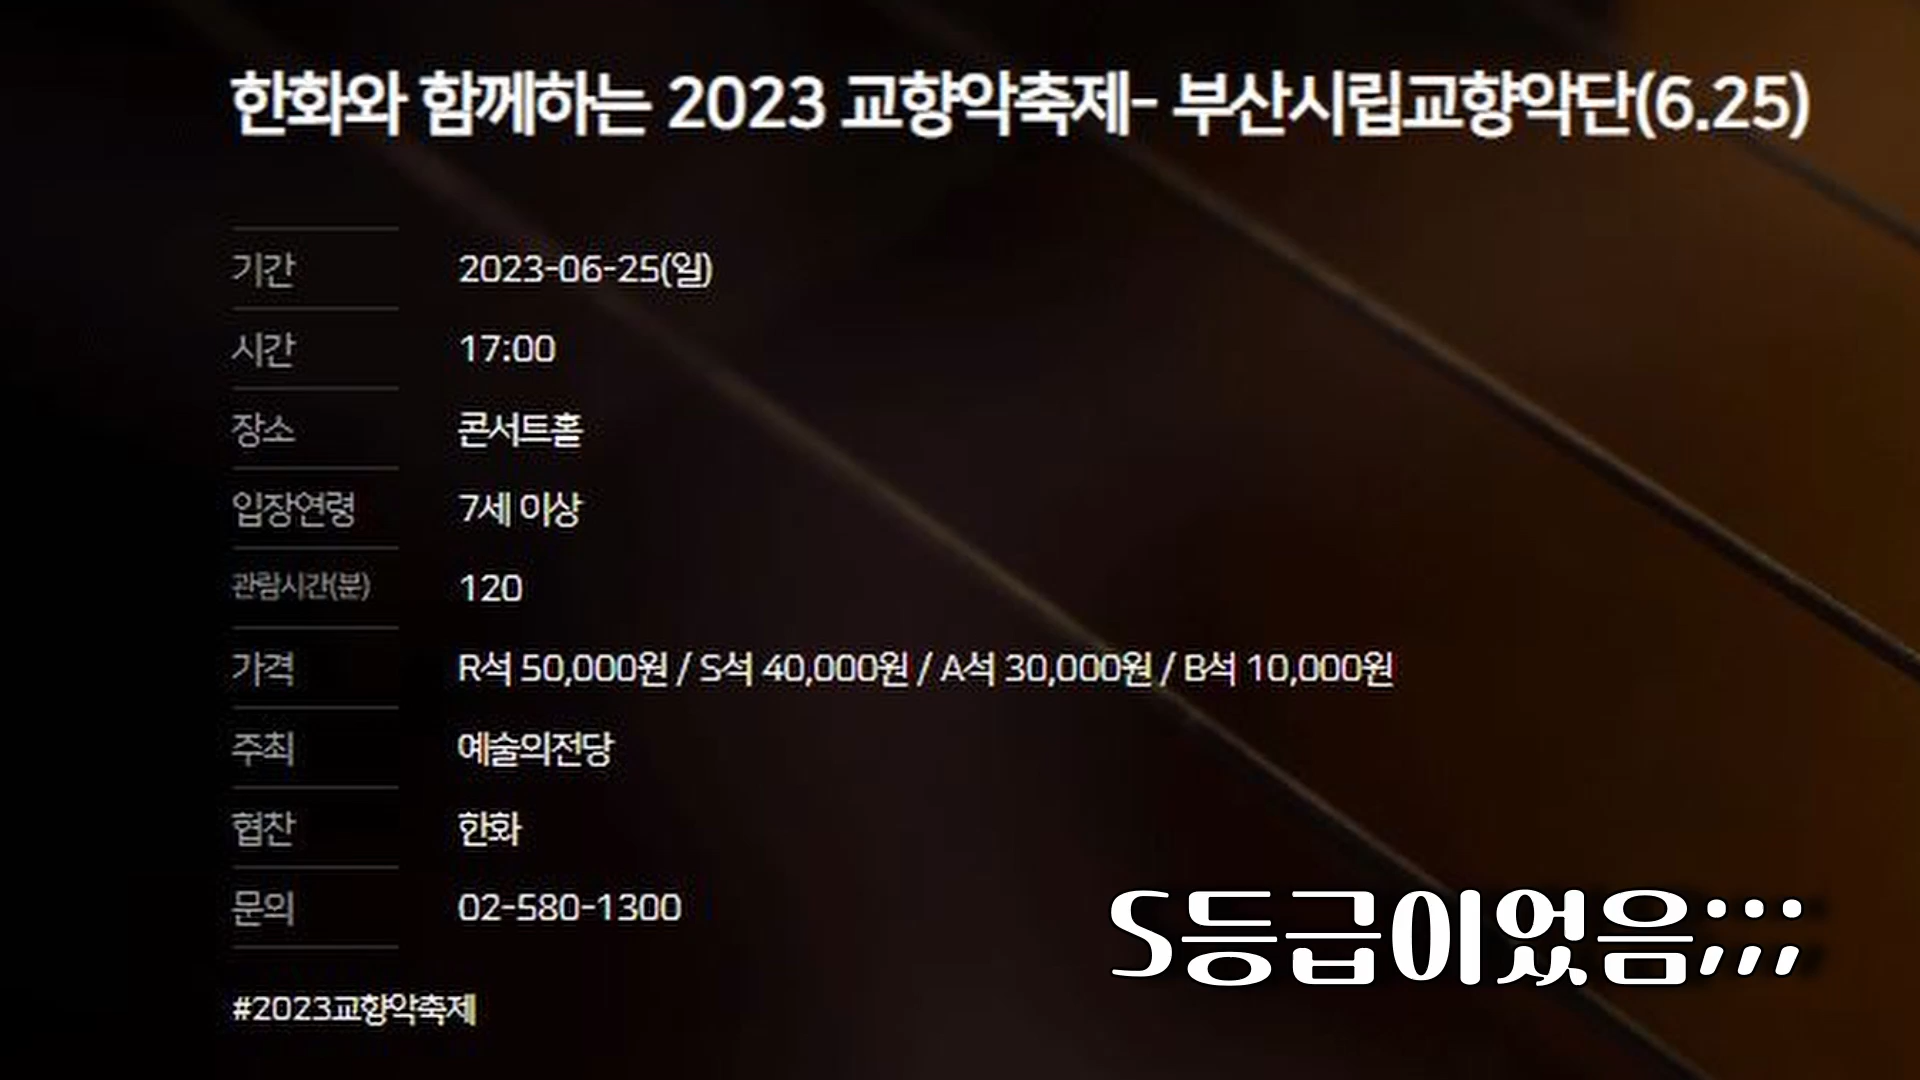 한화와 함께하는 2023 교향악축제- 부산시립교향악단(6.25)
기간 2023-06-25(일)
시간 17:00
장소 콘서트홀
입장연령 7세 이상
관람시간(분) 120
가격 R석 50,000원 / S석 40,000원 / A석 30,000원 / B석 10,000원
주최 예술의전당
협찬 한화
문의 02-580-1300
S등급이었음;;;
#2023교향악축제